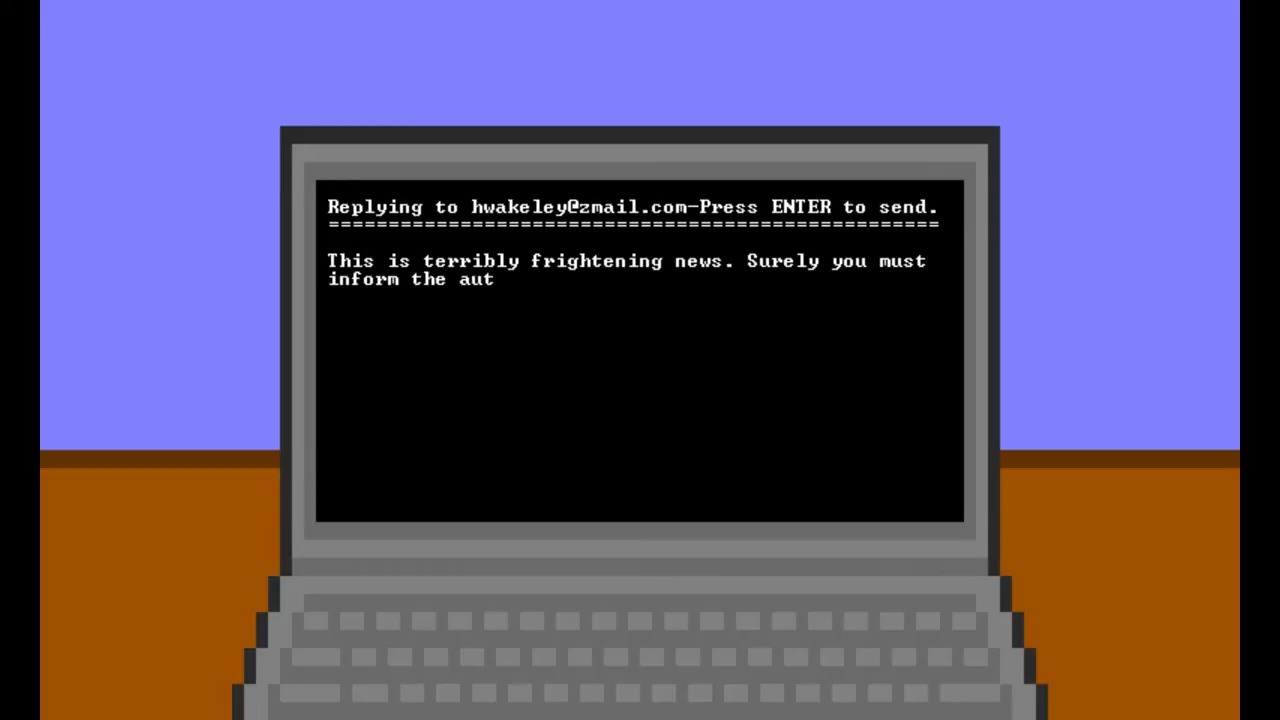 Replying to hwakeley@zmail.com-Press ENTER to send.
===================================================
This is terribly frightening news. Surely you must
inform the aut